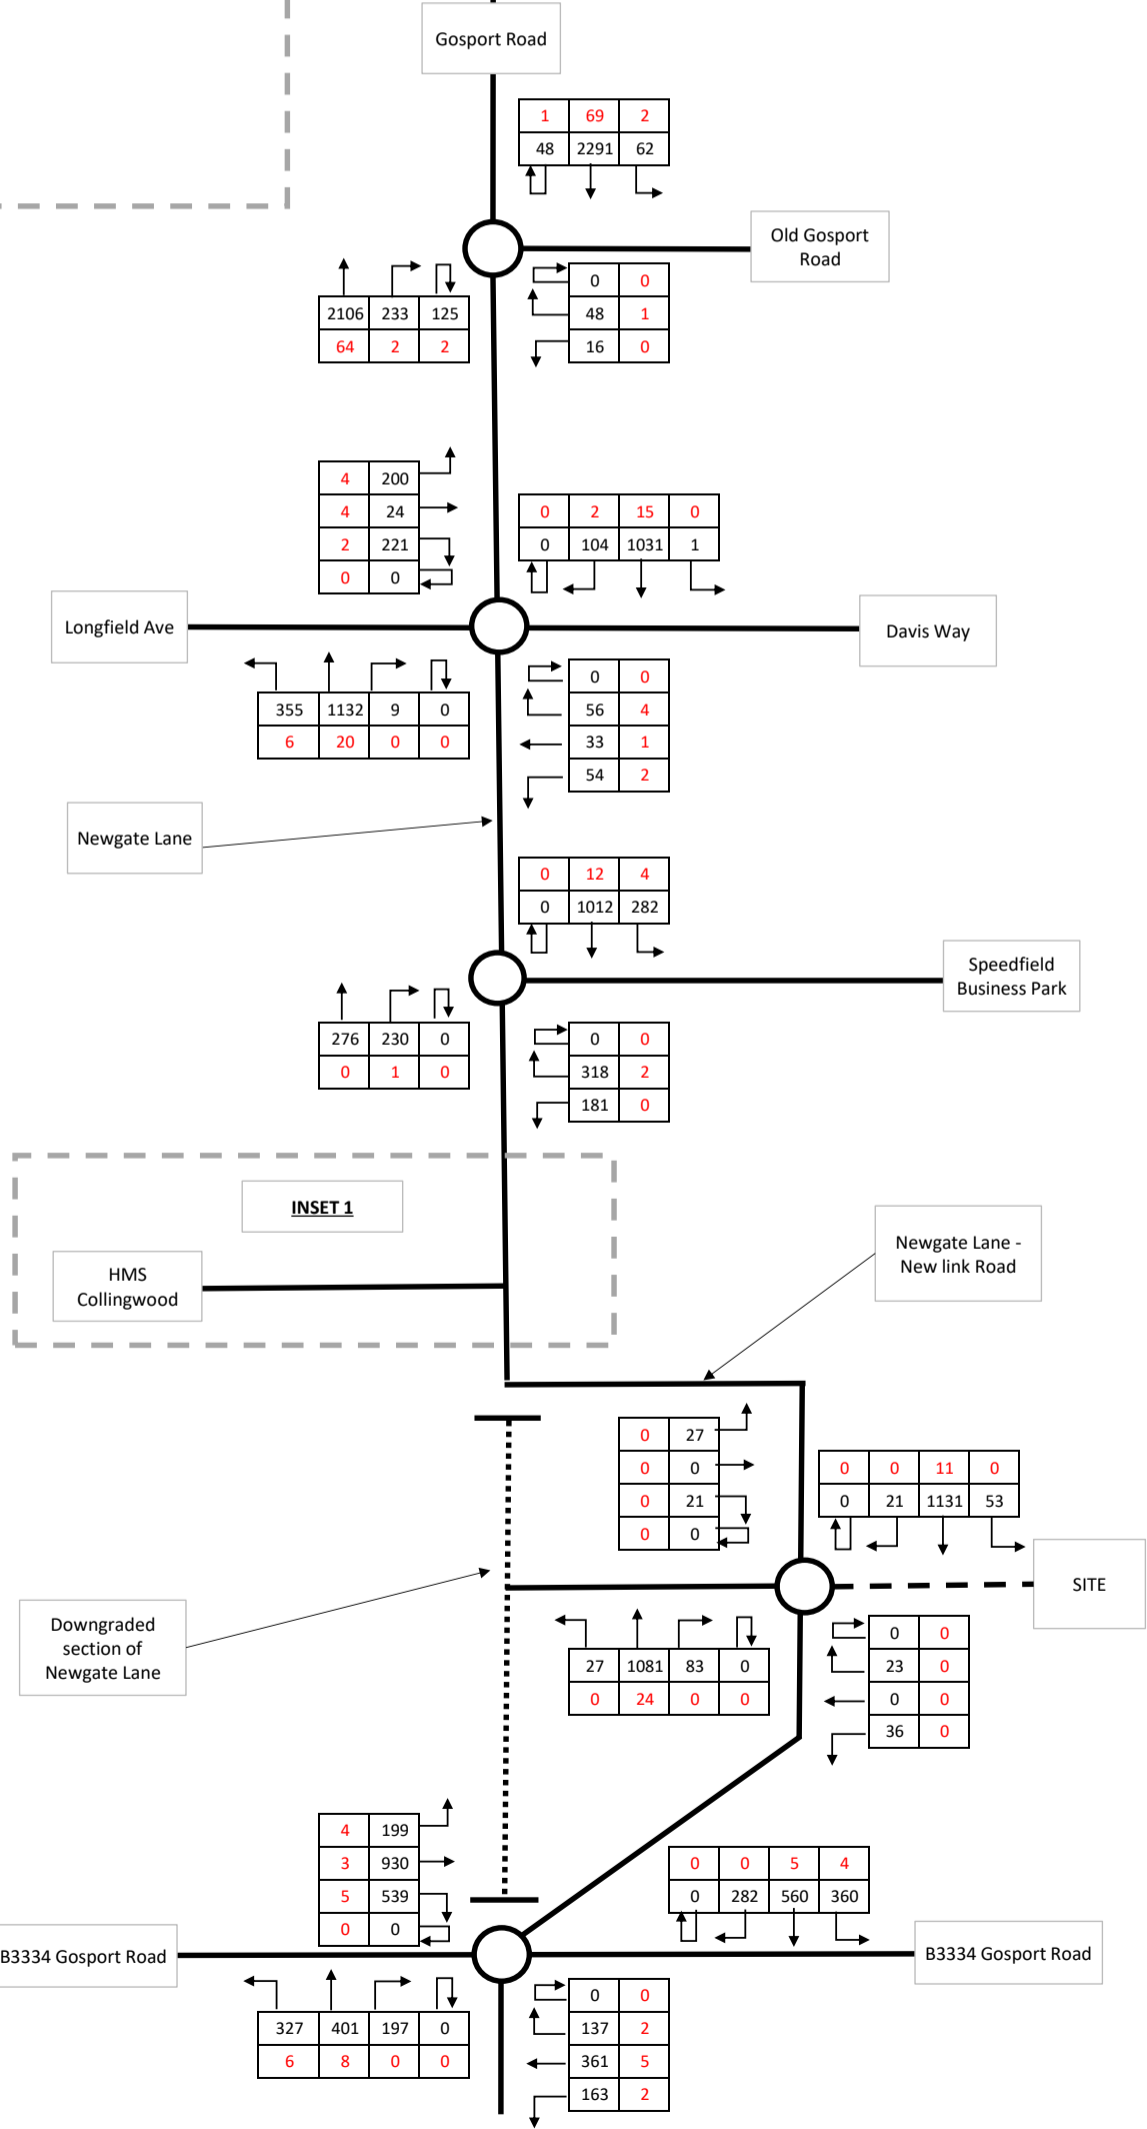 Gosport Road
1 69 2
48 2291 62
Old Gosport
Road
0 0
48 1
16 0
2106 233 125
64 2 2
4 200
4 24
2 221
0 0
0 2 15 0
0 104 1031 1
Longfield Ave
Davis Way
355 1132 9 0
6 20 0 0
0 0
56 4
33 1
54 2
Newgate Lane
0 12 4
0 1012 282
Speedfield
Business Park
276 230 0
0 1 0
0 0
318 2
181 0
INSET 1
HMS
Collingwood
Newgate Lane -
New link Road
0 27
0 0
0 21
0 0
0 0 11 0
0 21 1131 53
SITE
Downgraded
section of
Newgate Lane
27 1081 83 0
0 24 0 0
0 0
23 0
0 0
36 0
4 199
3 930
5 539
0 0
0 0 5 4
0 282 560 360
B3334 Gosport Road
B3334 Gosport Road
327 401 197 0
6 8 0 0
0 0
137 2
361 5
163 2